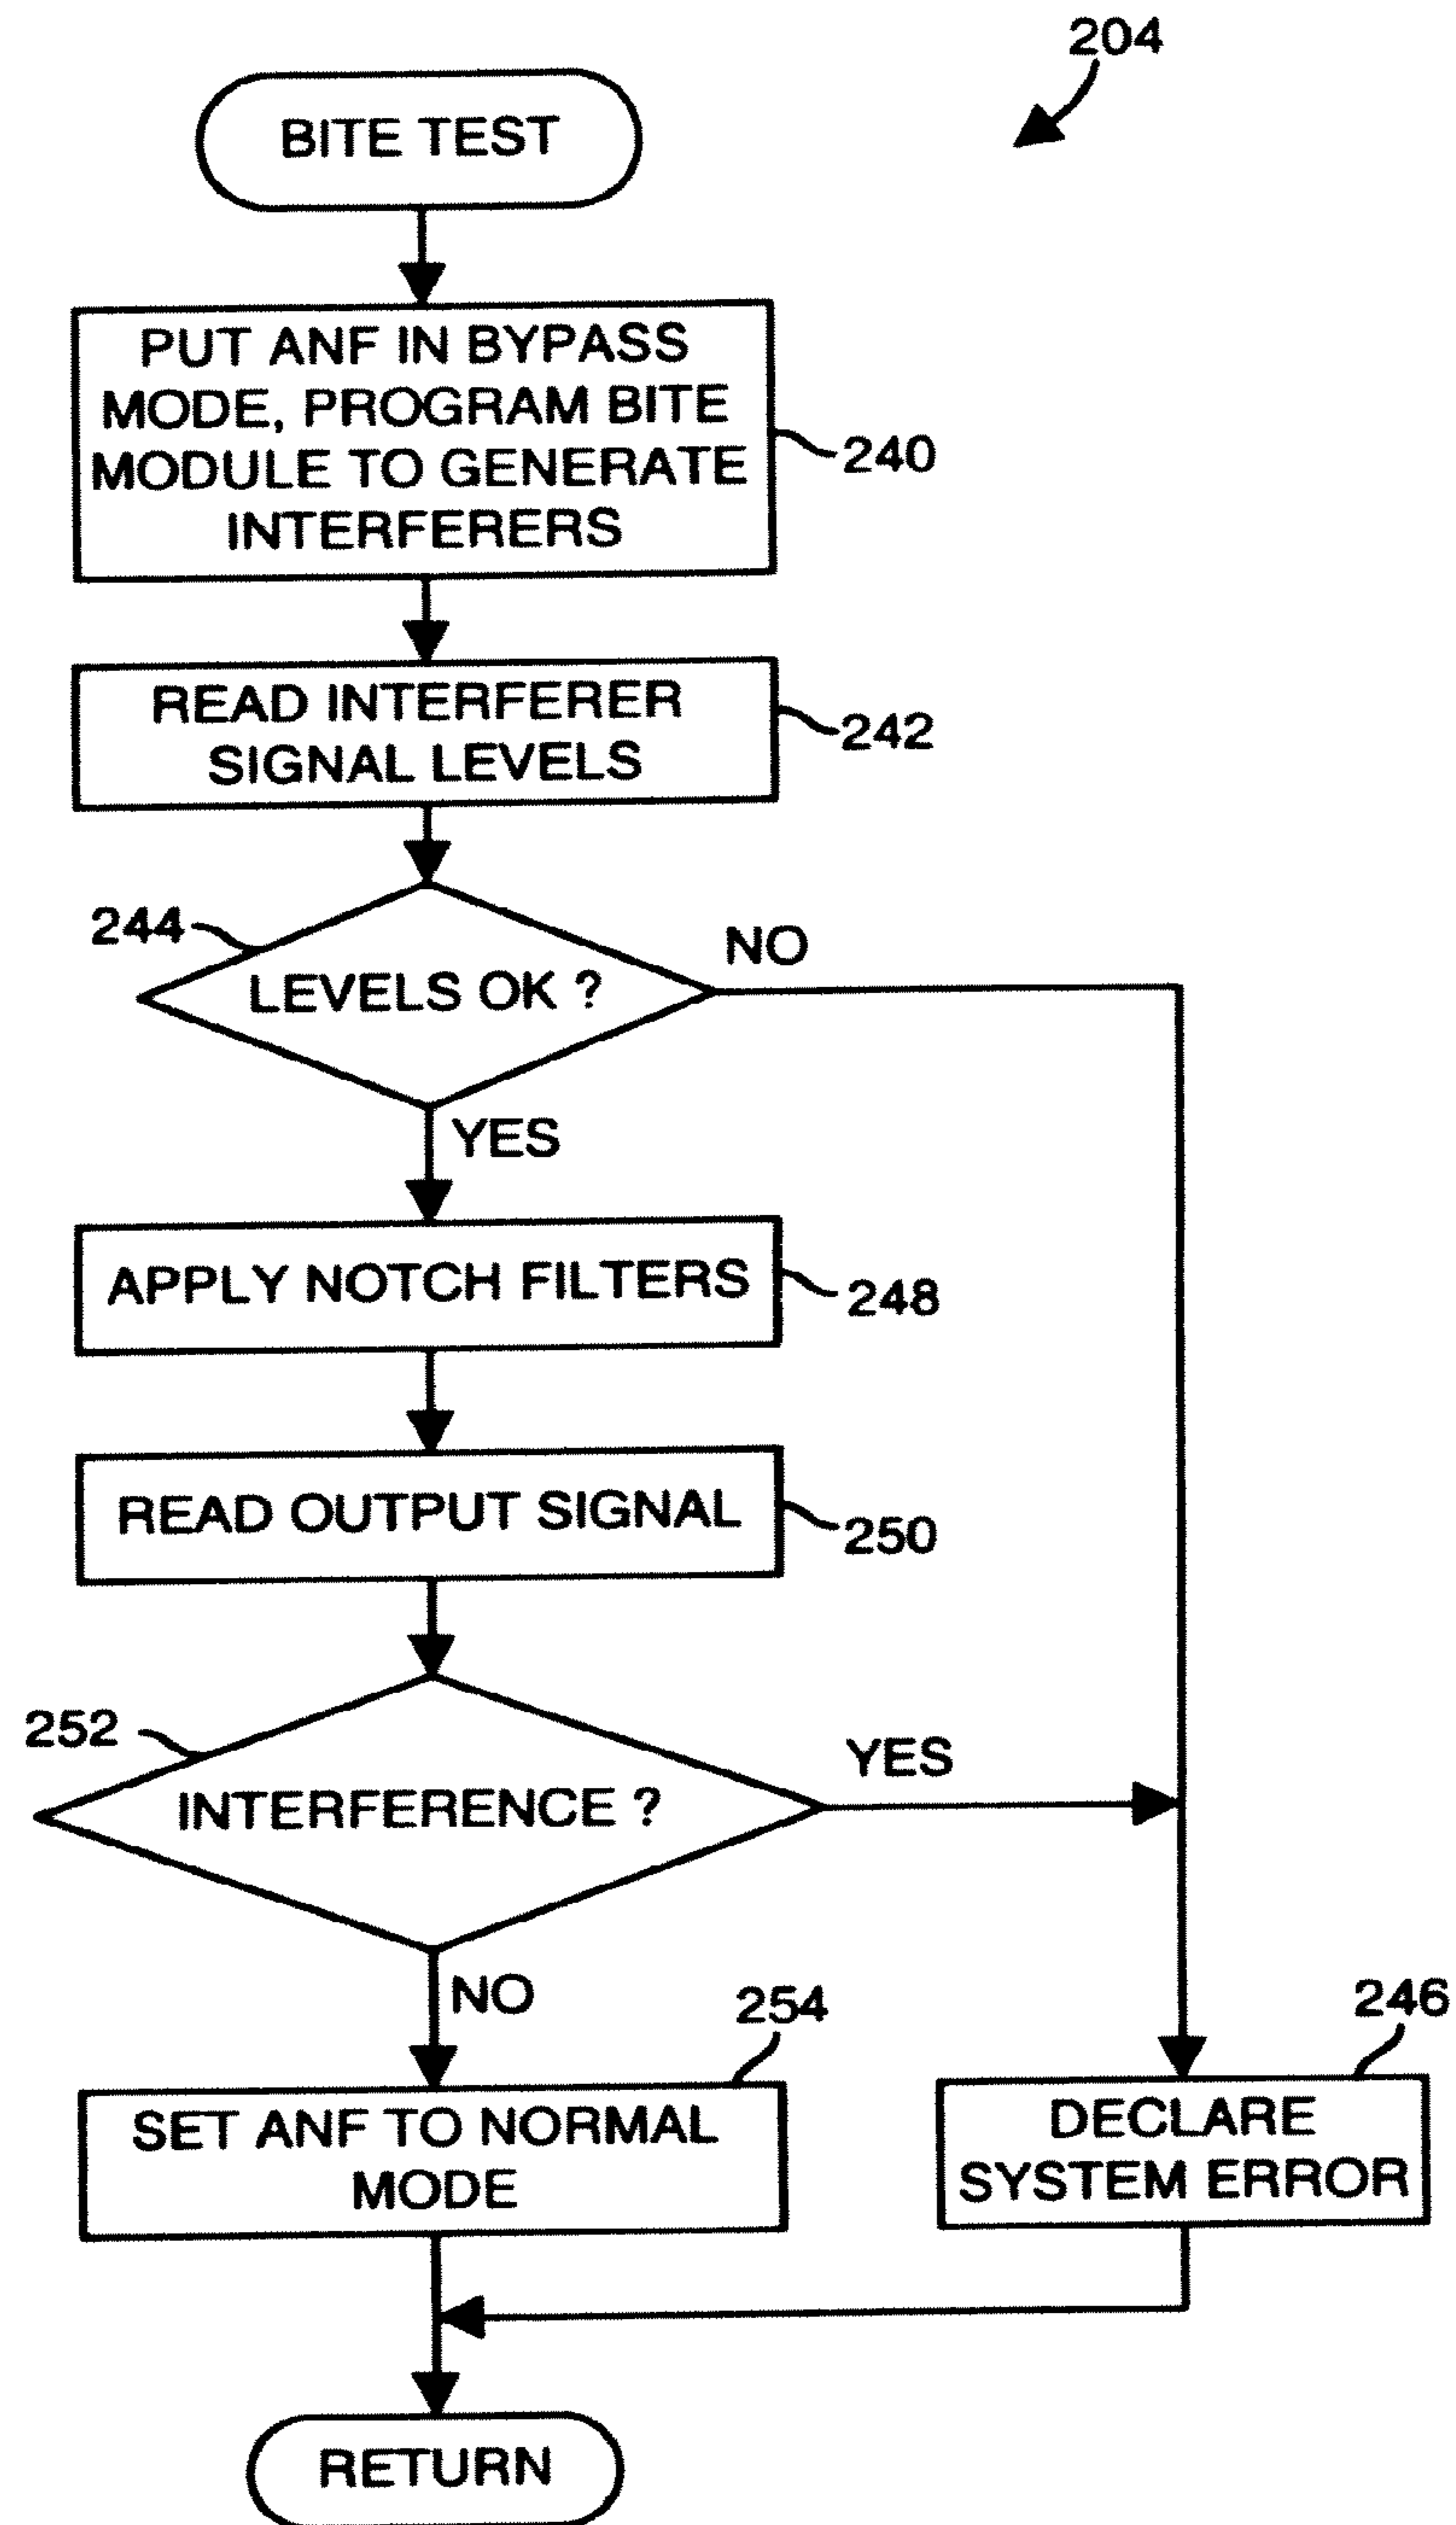 204
BITE TEST
PUT ANF IN BYPASS
MODE, PROGRAM BITE
MODULE TO GENERATE
INTERFERERS
240
READ INTERFERER
SIGNAL LEVELS
242
244
LEVELS OK ?
NO
YES
APPLY NOTCH FILTERS
248
READ OUTPUT SIGNAL
250
252
INTERFERENCE ?
YES
NO
254
SET ANF TO NORMAL
MODE
246
DECLARE
SYSTEM ERROR
RETURN